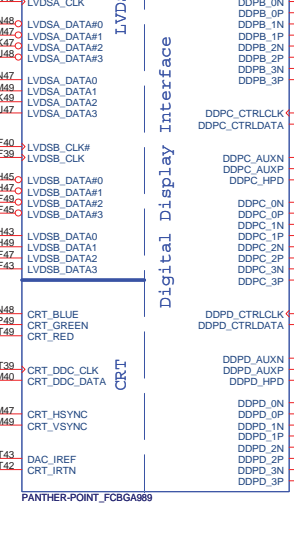 LVDSA_CLK
LVDSA_DATA#0
LVDSA_DATA#1
LVDSA_DATA#2
LVDSA_DATA#3
LVDSA_DATA0
LVDSA_DATA1
LVDSA_DATA2
LVDSA_DATA3
LVDSB_CLK#
LVDSB_CLK
LVDSB_DATA#0
LVDSB_DATA#1
LVDSB_DATA#2
LVDSB_DATA#3
LVDSB_DATA0
LVDSB_DATA1
LVDSB_DATA2
LVDSB_DATA3
CRT_BLUE
CRT_GREEN
CRT_RED
CRT_DDC_CLK
CRT_DDC_DATA
CRT_HSYNC
CRT_VSYNC
DAC_IREF
CRT_IRTN
CRT
Digital Display Interface
DDPB_0N
DDPB_0P
DDPB_1N
DDPB_1P
DDPB_2N
DDPB_2P
DDPB_3N
DDPB_3P
DDPC_CTRLCLK
DDPC_CTRLDATA
DDPC_AUXN
DDPC_AUXP
DDPC_HPD
DDPC_0N
DDPC_0P
DDPC_1N
DDPC_1P
DDPC_2N
DDPC_2P
DDPC_3N
DDPC_3P
DDPD_CTRLCLK
DDPD_CTRLDATA
DDPD_AUXN
DDPD_AUXP
DDPD_HPD
DDPD_0N
DDPD_0P
DDPD_1N
DDPD_1P
DDPD_2N
DDPD_2P
DDPD_3N
DDPD_3P
PANTHER-POINT_FCBGA989